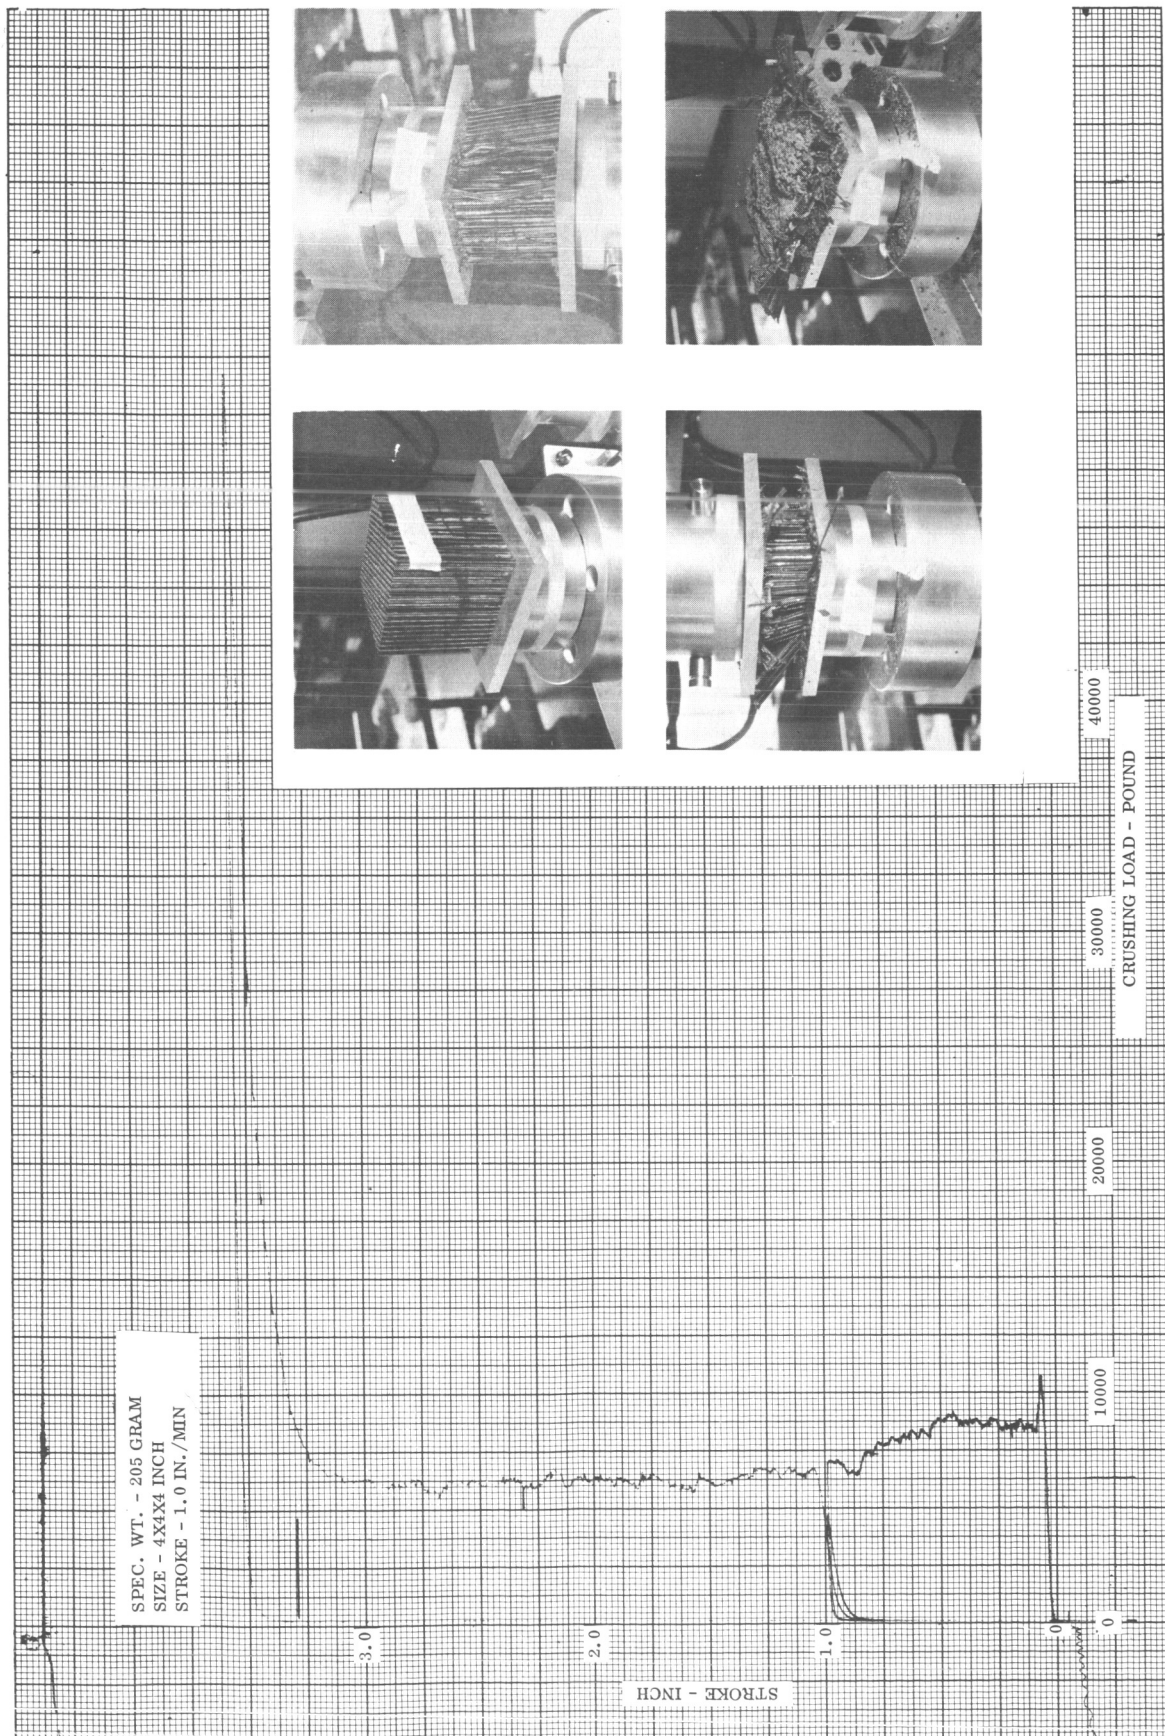 SPEC. WT. - 205 GRAM
SIZE - 4X4X4 INCH
STROKE - 1.0 IN./MIN
3.0
2.0
1.0
0
STROKE - INCH
0
10000
20000
30000
40000
CRUSHING LOAD - POUND